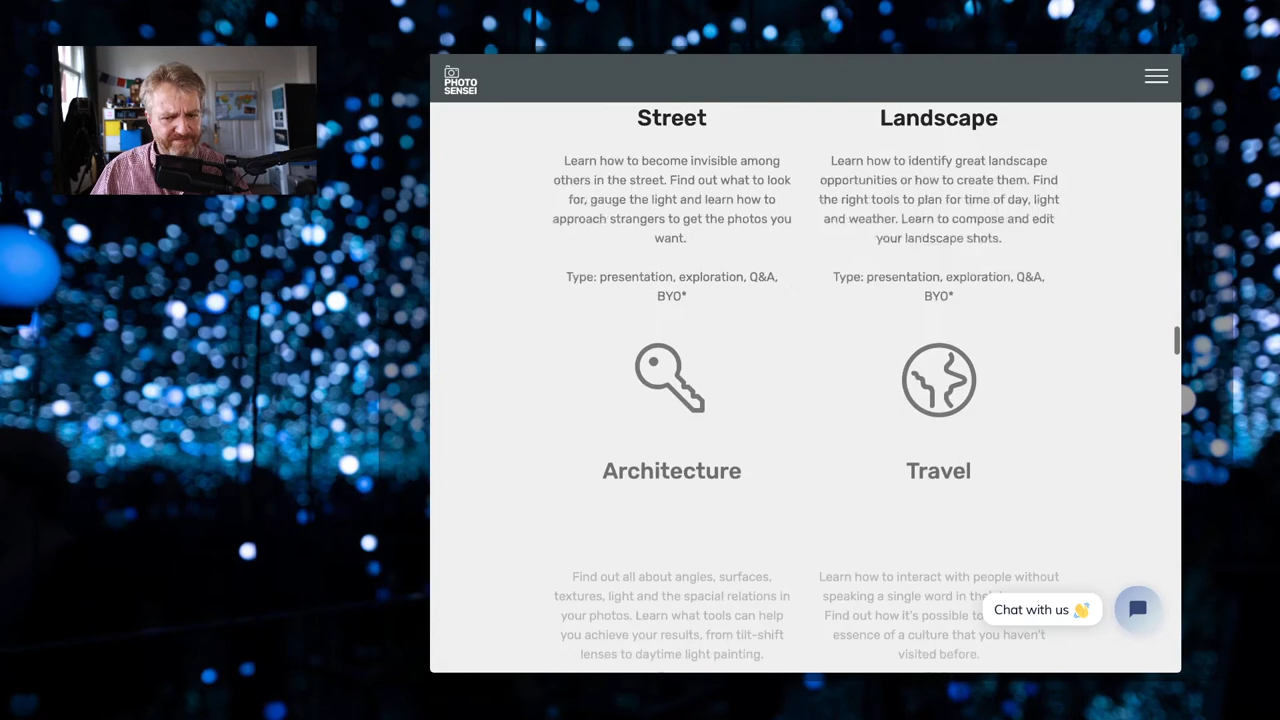 PHOTO
SENSEI
Street
Learn how to become invisible among
others in the street. Find out what to look
for, gauge the light and learn how to
approach strangers to get the photos you
want.
Type: presentation, exploration, Q&A,
BYO*
Landscape
Learn how to identify great landscape
opportunities or how to create them. Find
the right tools to plan for time of day, light
and weather. Learn to compose and edit
your landscape shots.
Type: presentation, exploration, Q&A,
BYO*
Architecture
Find out all about angles, surfaces,
textures, light and the spacial relations in
your photos. Learn what tools can help
you achieve your results, from tilt-shift
lenses to daytime light painting.
Travel
Learn how to interact with people without
speaking a single word in
Find out how it's possible to
essence of a culture that you haven't
visited before.
Chat with us 👋